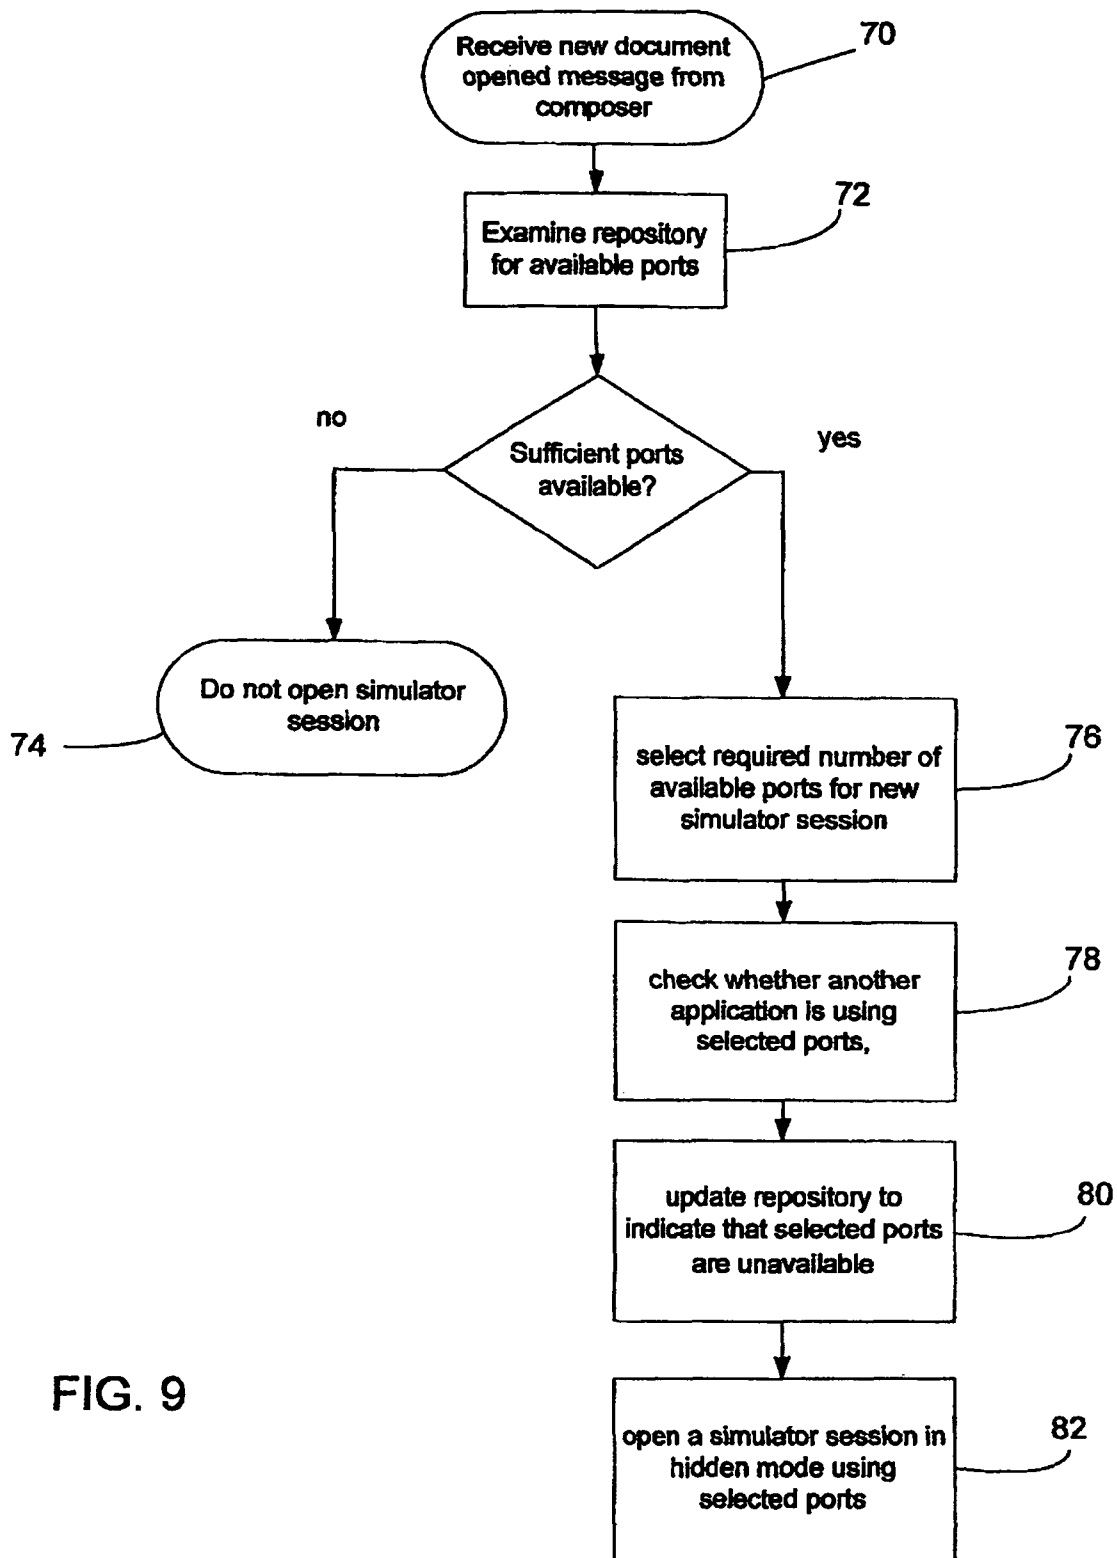 Receive new document
opened message from
composer
70
Examine repository
for available ports
72
no
Sufficient ports
available?
yes
Do not open simulator
session
74
select required number of
available ports for new
simulator session
76
check whether another
application is using
selected ports,
78
update repository to
indicate that selected ports
are unavailable
80
open a simulator session in
hidden mode using
selected ports
82
FIG. 9